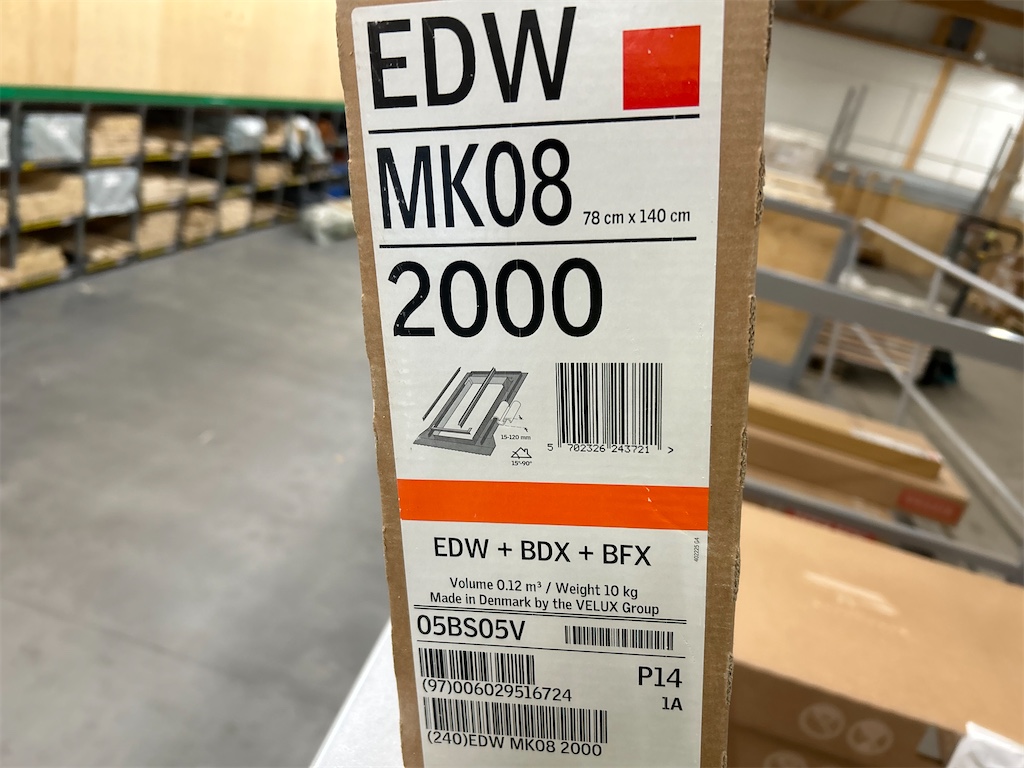 EDW
MK08 78 cm x 140 cm
2000
15-120 mm
15°-90°
5 702326 243721 >
EDW + BDX + BFX
Volume 0.12 m³ / Weight 10 kg
Made in Denmark by the VELUX Group
05BS05V
(97)006029516724
P14
1A
(240)EDW MK08 2000